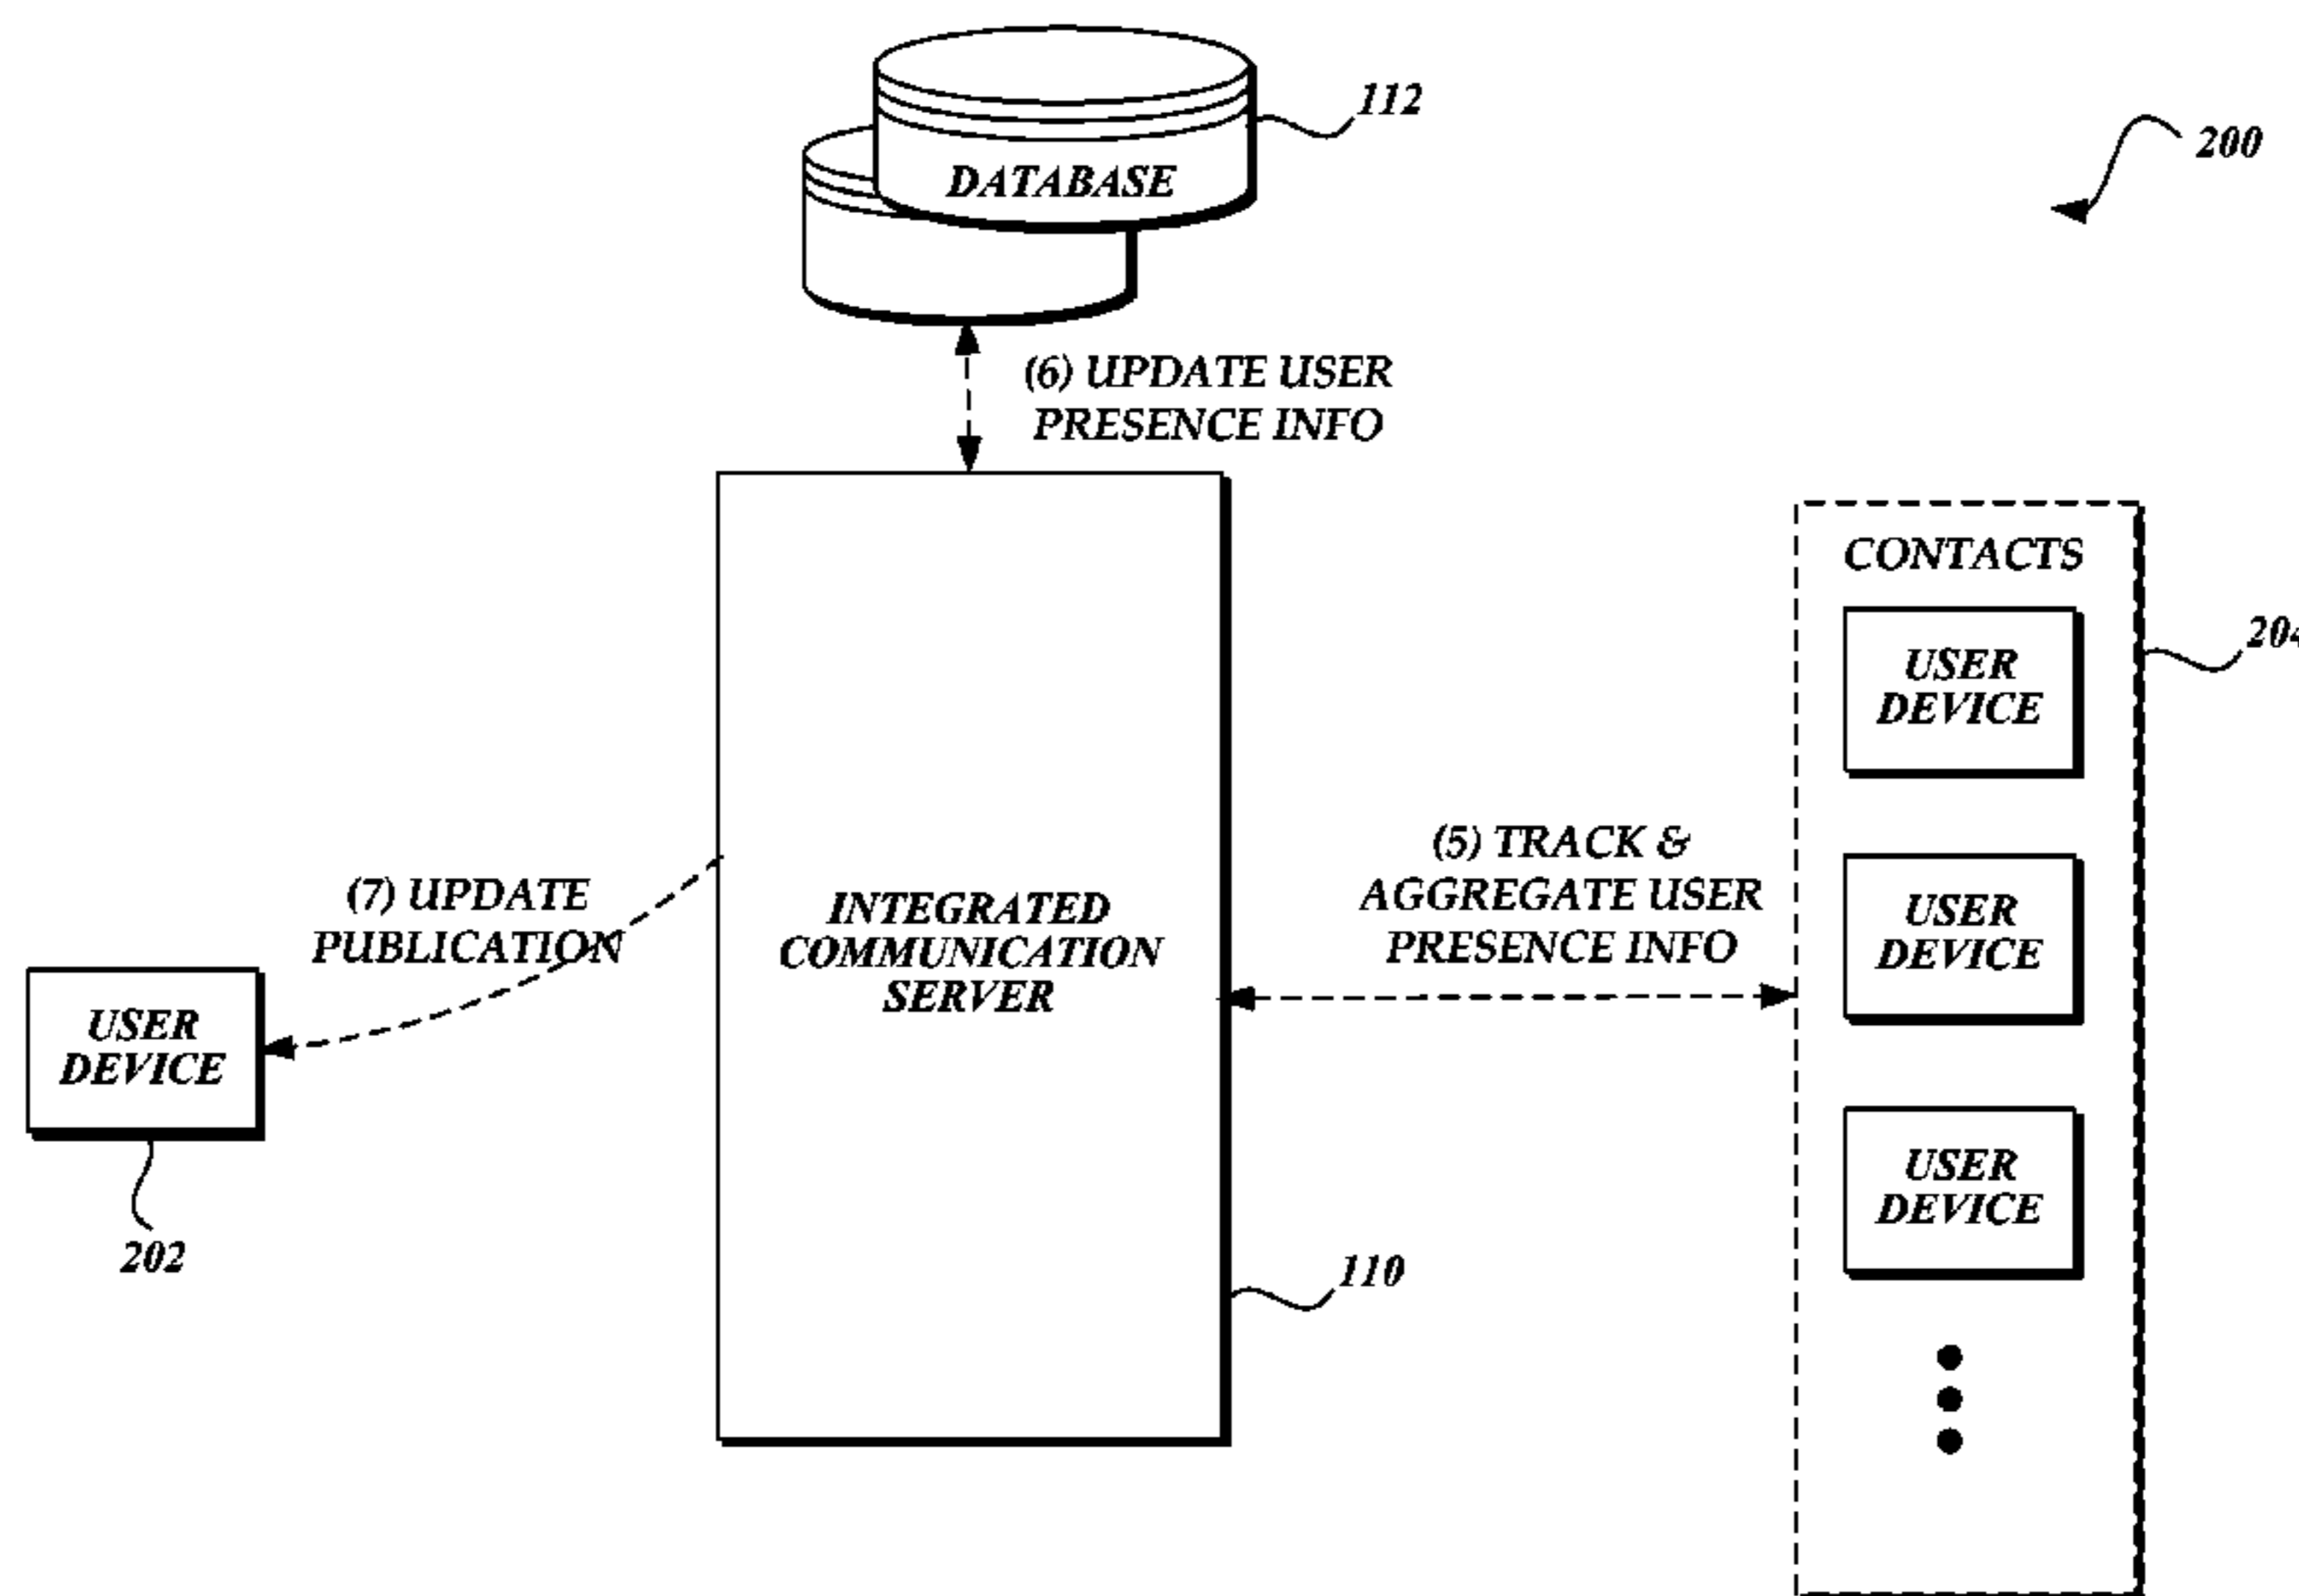 112
200
DATABASE
(6) UPDATE USER
PRESENCE INFO
CONTACTS
USER
DEVICE
204
(5) TRACK &
AGGREGATE USER
PRESENCE INFO
(7) UPDATE
PUBLICATION
INTEGRATED
COMMUNICATION
SERVER
USER
DEVICE
USER
DEVICE
202
USER
DEVICE
110